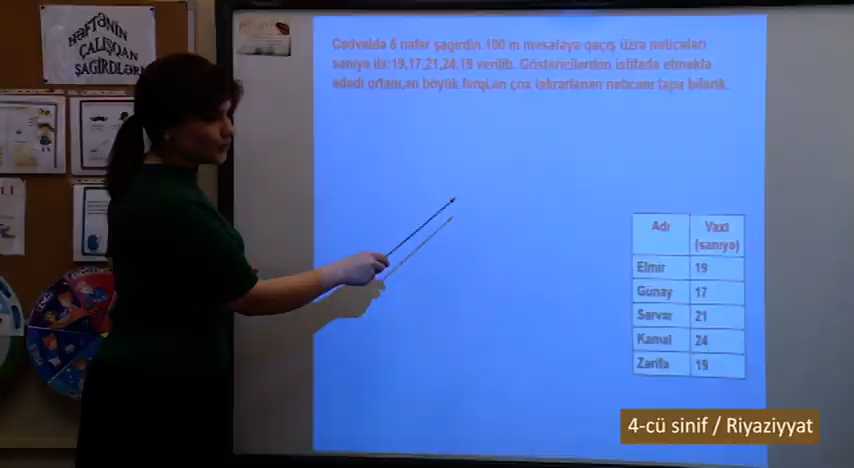 HƏFTƏNİN
ÇALIŞQAN
ŞAGİRDLƏRİ
Cədvəldə 6 nəfər şagirdin 100 m məsafəyə qaçış üzrə nəticələri
saniyə ilə:19,17,21,24,19 verilib. Göstəricilərdən istifadə etməklə
ədədi ortanı,ən böyük fərqi,ən çox təkrarlanan nəticəni tapa bilərik.
Adı Vaxt
(saniyə)
Elmir 19
Günay 17
Sərvər 21
Kamal 24
Zərifə 19
4-cü sinif / Riyaziyyat